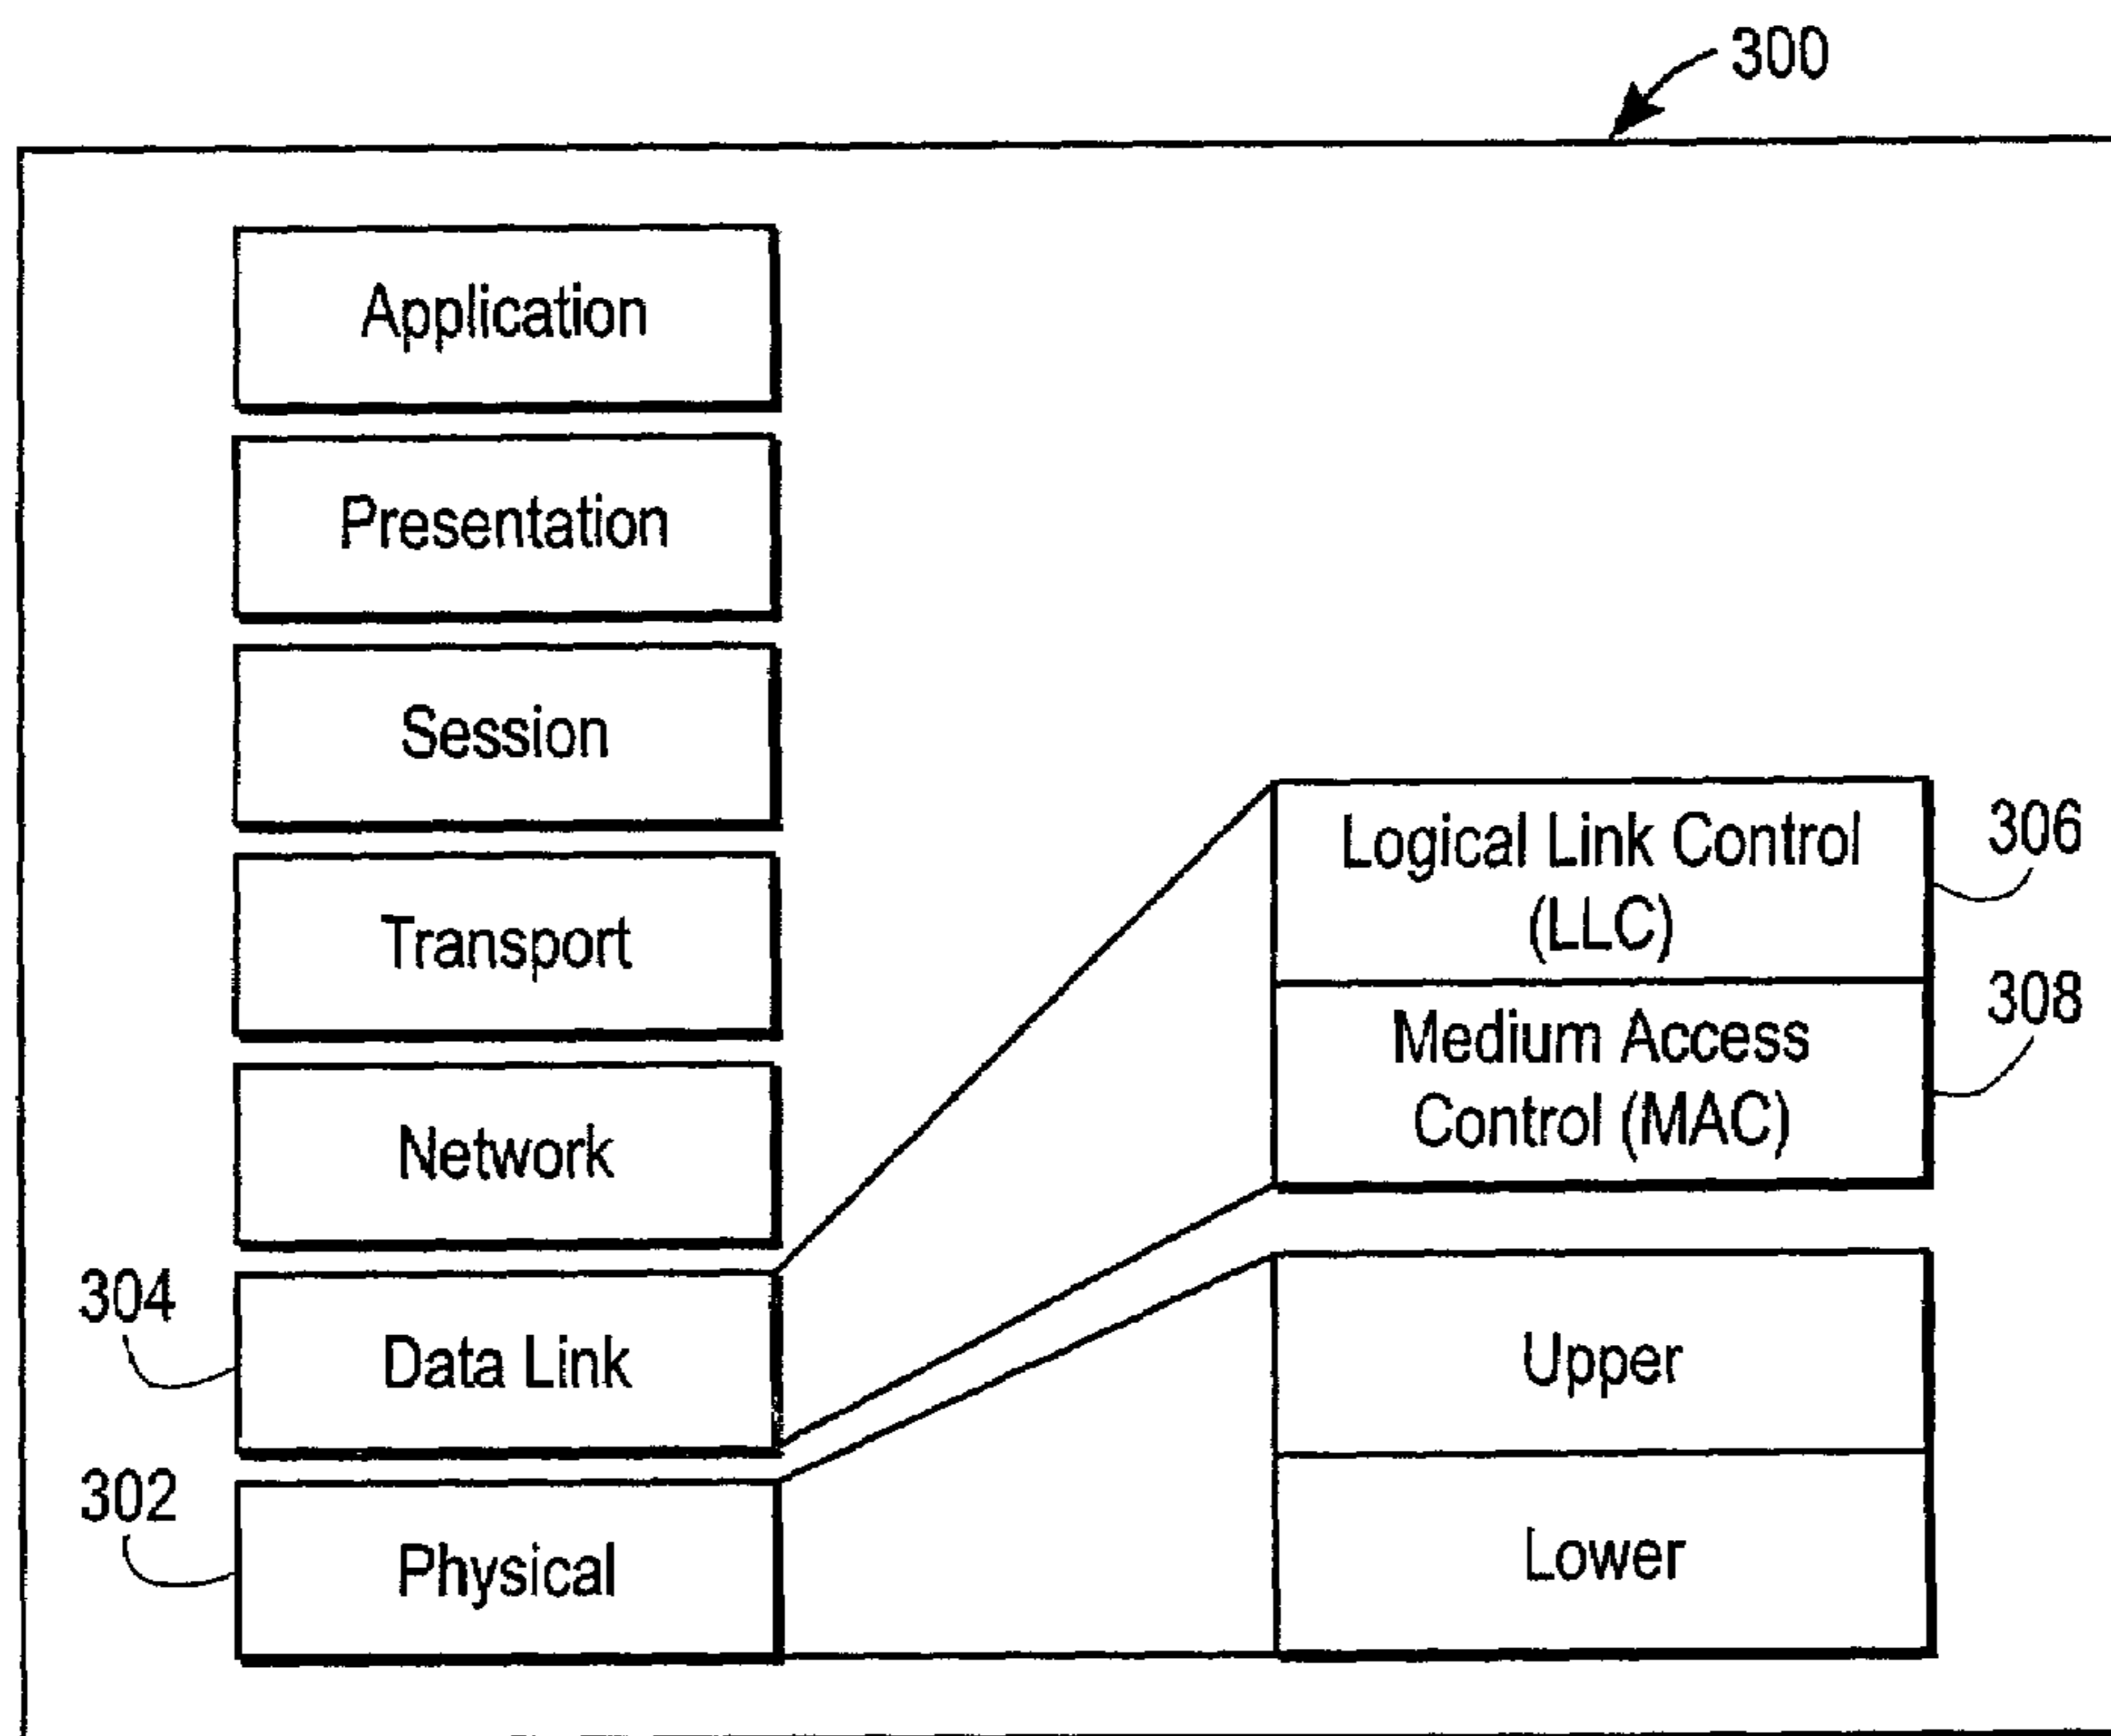 300
Application
Presentation
Session
Transport
Network
304
Data Link
302
Physical
Logical Link Control
(LLC)
306
Medium Access
Control (MAC)
308
Upper
Lower